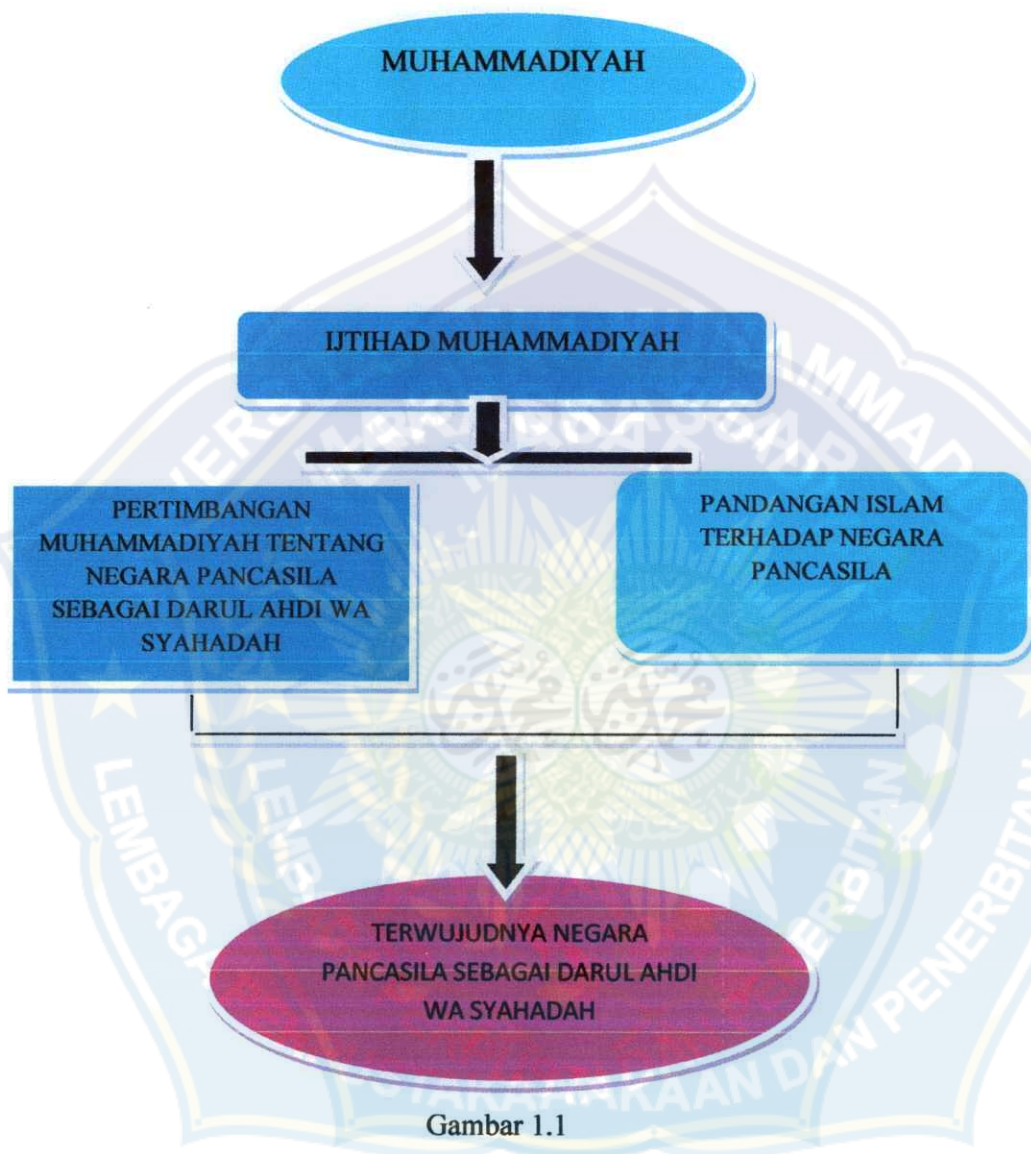 MUHAMMADIYAH
IJTIHAD MUHAMMADIYAH
PERTIMBANGAN
MUHAMMADIYAH TENTANG
NEGARA PANCASILA
SEBAGAI DARUL AHDI WA
SYAHADAH
PANDANGAN ISLAM
TERHADAP NEGARA
PANCASILA
TERWUJUDNYA NEGARA
PANCASILA SEBAGAI DARUL AHDI
WA SYAHADAH
Gambar 1.1